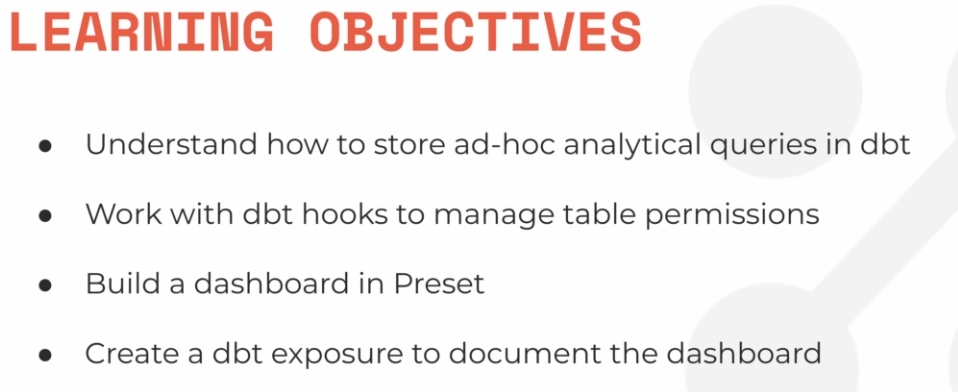 LEARNING OBJECTIVES
● Understand how to store ad-hoc analytical queries in dbt
● Work with dbt hooks to manage table permissions
● Build a dashboard in Preset
● Create a dbt exposure to document the dashboard